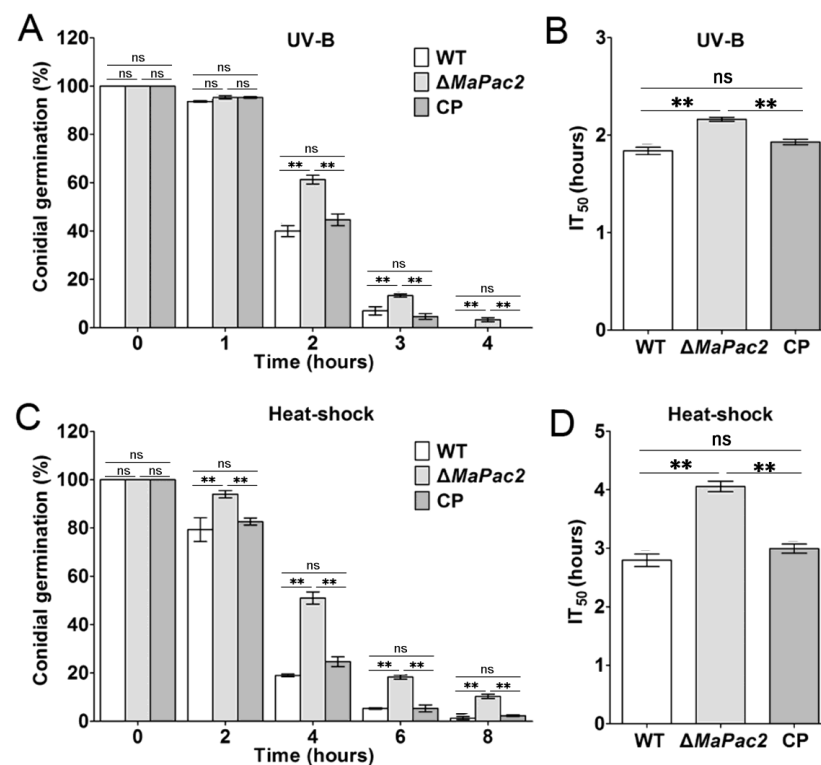 A
UV-B
120
100
80
60
40
20
0
Conidial germination (%)
WT
ΔMaPac2
CP
ns
ns ns
ns
ns ns
ns
** **
ns
** **
ns
** **
0 1 2 3 4
Time (hours)
B
UV-B
3
2
1
0
IT50 (hours)
ns
** **
WT ΔMaPac2 CP
C
Heat-shock
120
100
80
60
40
20
0
Conidial germination (%)
WT
ΔMaPac2
CP
ns
ns ns
ns
** **
ns
** **
ns
** **
ns
** **
0 2 4 6 8
Time (hours)
D
Heat-shock
5
4
3
2
1
0
IT50 (hours)
ns
** **
WT ΔMaPac2 CP